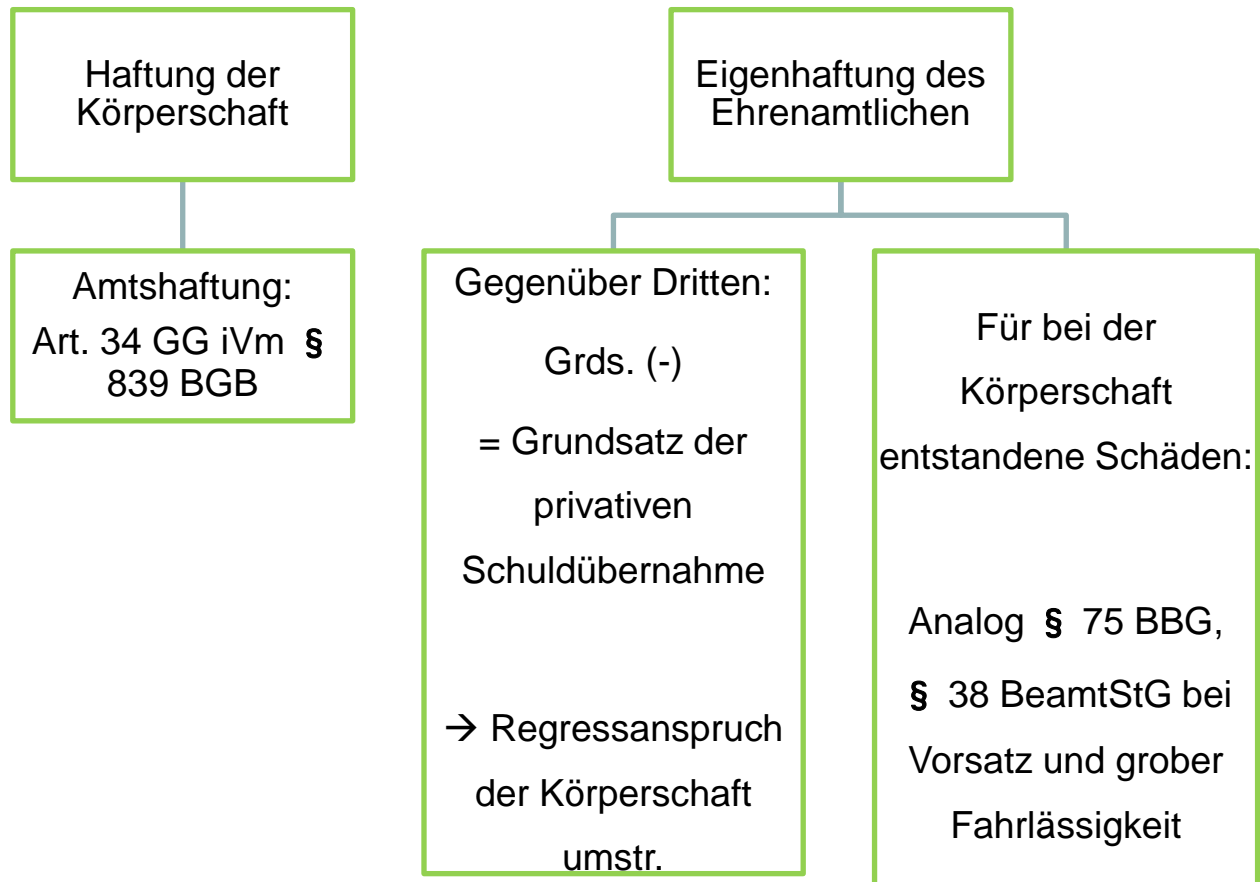 Haftung der
Körperschaft
Eigenhaftung des
Ehrenamtlichen
Amtshaftung:
Art. 34 GG iVm §
839 BGB
Gegenüber Dritten:
Grds. (-)
= Grundsatz der
privativen
Schuldübernahme
→ Regressanspruch
der Körperschaft
umstr.
Für bei der
Körperschaft
entstandene Schäden:
Analog § 75 BBG,
§ 38 BeamtStG bei
Vorsatz und grober
Fahrlässigkeit